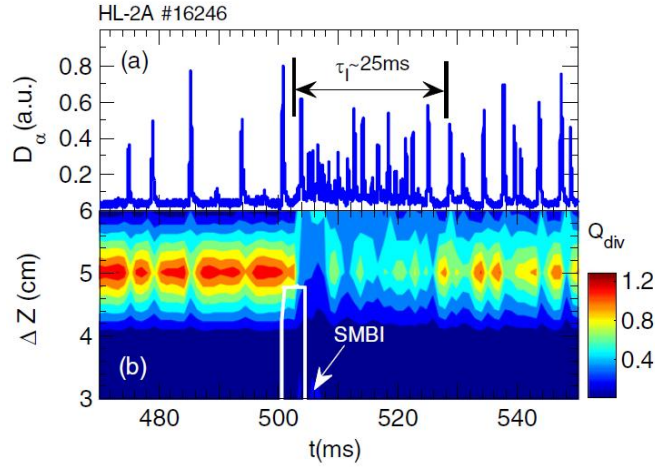 HL-2A #16246
(a)
τI~25ms
Dα(a.u.)
0.8
0.6
0.4
0.2
6
5
4
3
ΔZ (cm)
(b)
SMBI
Qdiv
1.2
0.8
0.4
480
500
520
540
t(ms)